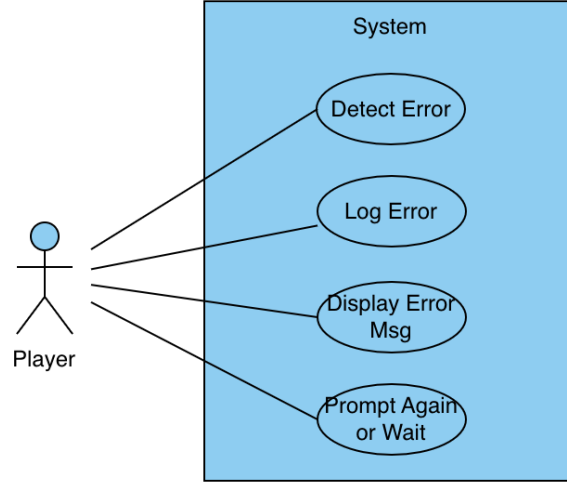 System
Detect Error
Log Error
Display Error
Msg
Player
Prompt Again
or Wait